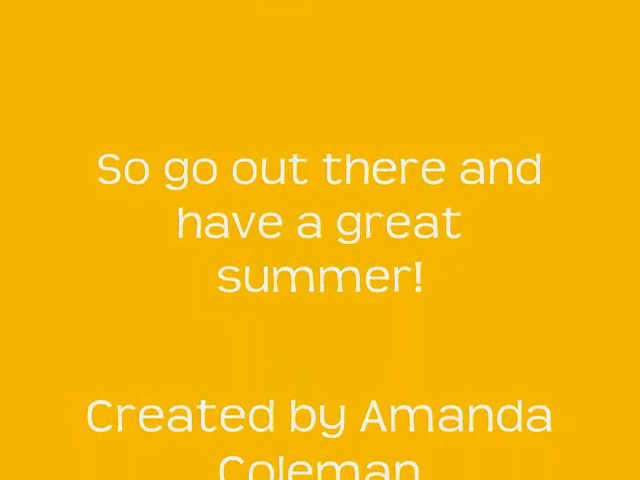 So go out there and
have a great
summer!
Created by Amanda
Coleman